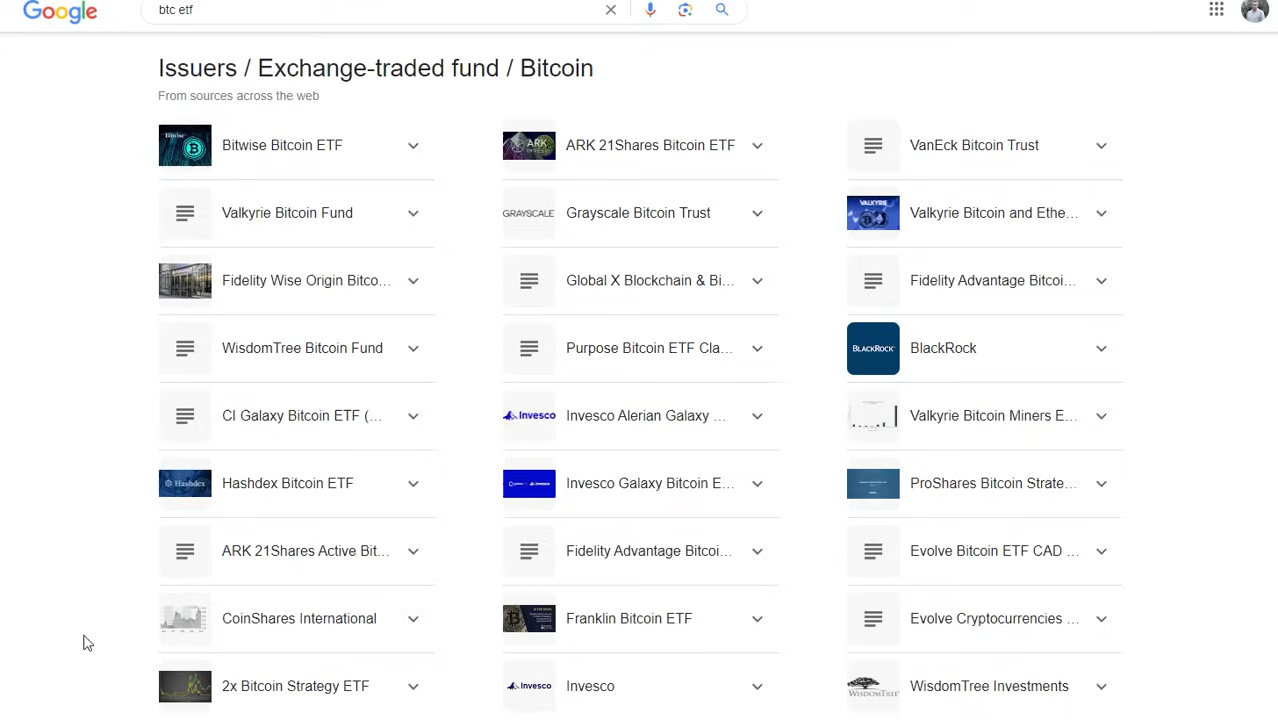 Google
btc etf
Issuers / Exchange-traded fund / Bitcoin
From sources across the web
Bitwise
Bitwise Bitcoin ETF
ARK
INVEST
ARK 21Shares Bitcoin ETF
VanEck Bitcoin Trust
Valkyrie Bitcoin Fund
GRAYSCALE
Grayscale Bitcoin Trust
VALKYRIE
Valkyrie Bitcoin and Ethe...
Fidelity Wise Origin Bitco...
Global X Blockchain & Bi...
Fidelity Advantage Bitcoi...
WisdomTree Bitcoin Fund
Purpose Bitcoin ETF Cla...
BLACKROCK
BlackRock
CI Galaxy Bitcoin ETF (...
Invesco
Invesco Alerian Galaxy ...
Valkyrie Bitcoin Miners E...
Hashdex
Hashdex Bitcoin ETF
Invesco Galaxy Bitcoin E...
ProShares Bitcoin Strate...
ARK 21Shares Active Bit...
Fidelity Advantage Bitcoi...
Evolve Bitcoin ETF CAD ...
CoinShares International
Franklin Bitcoin ETF
Evolve Cryptocurrencies ...
2x Bitcoin Strategy ETF
Invesco
Invesco
WISDOMTREE
WisdomTree Investments